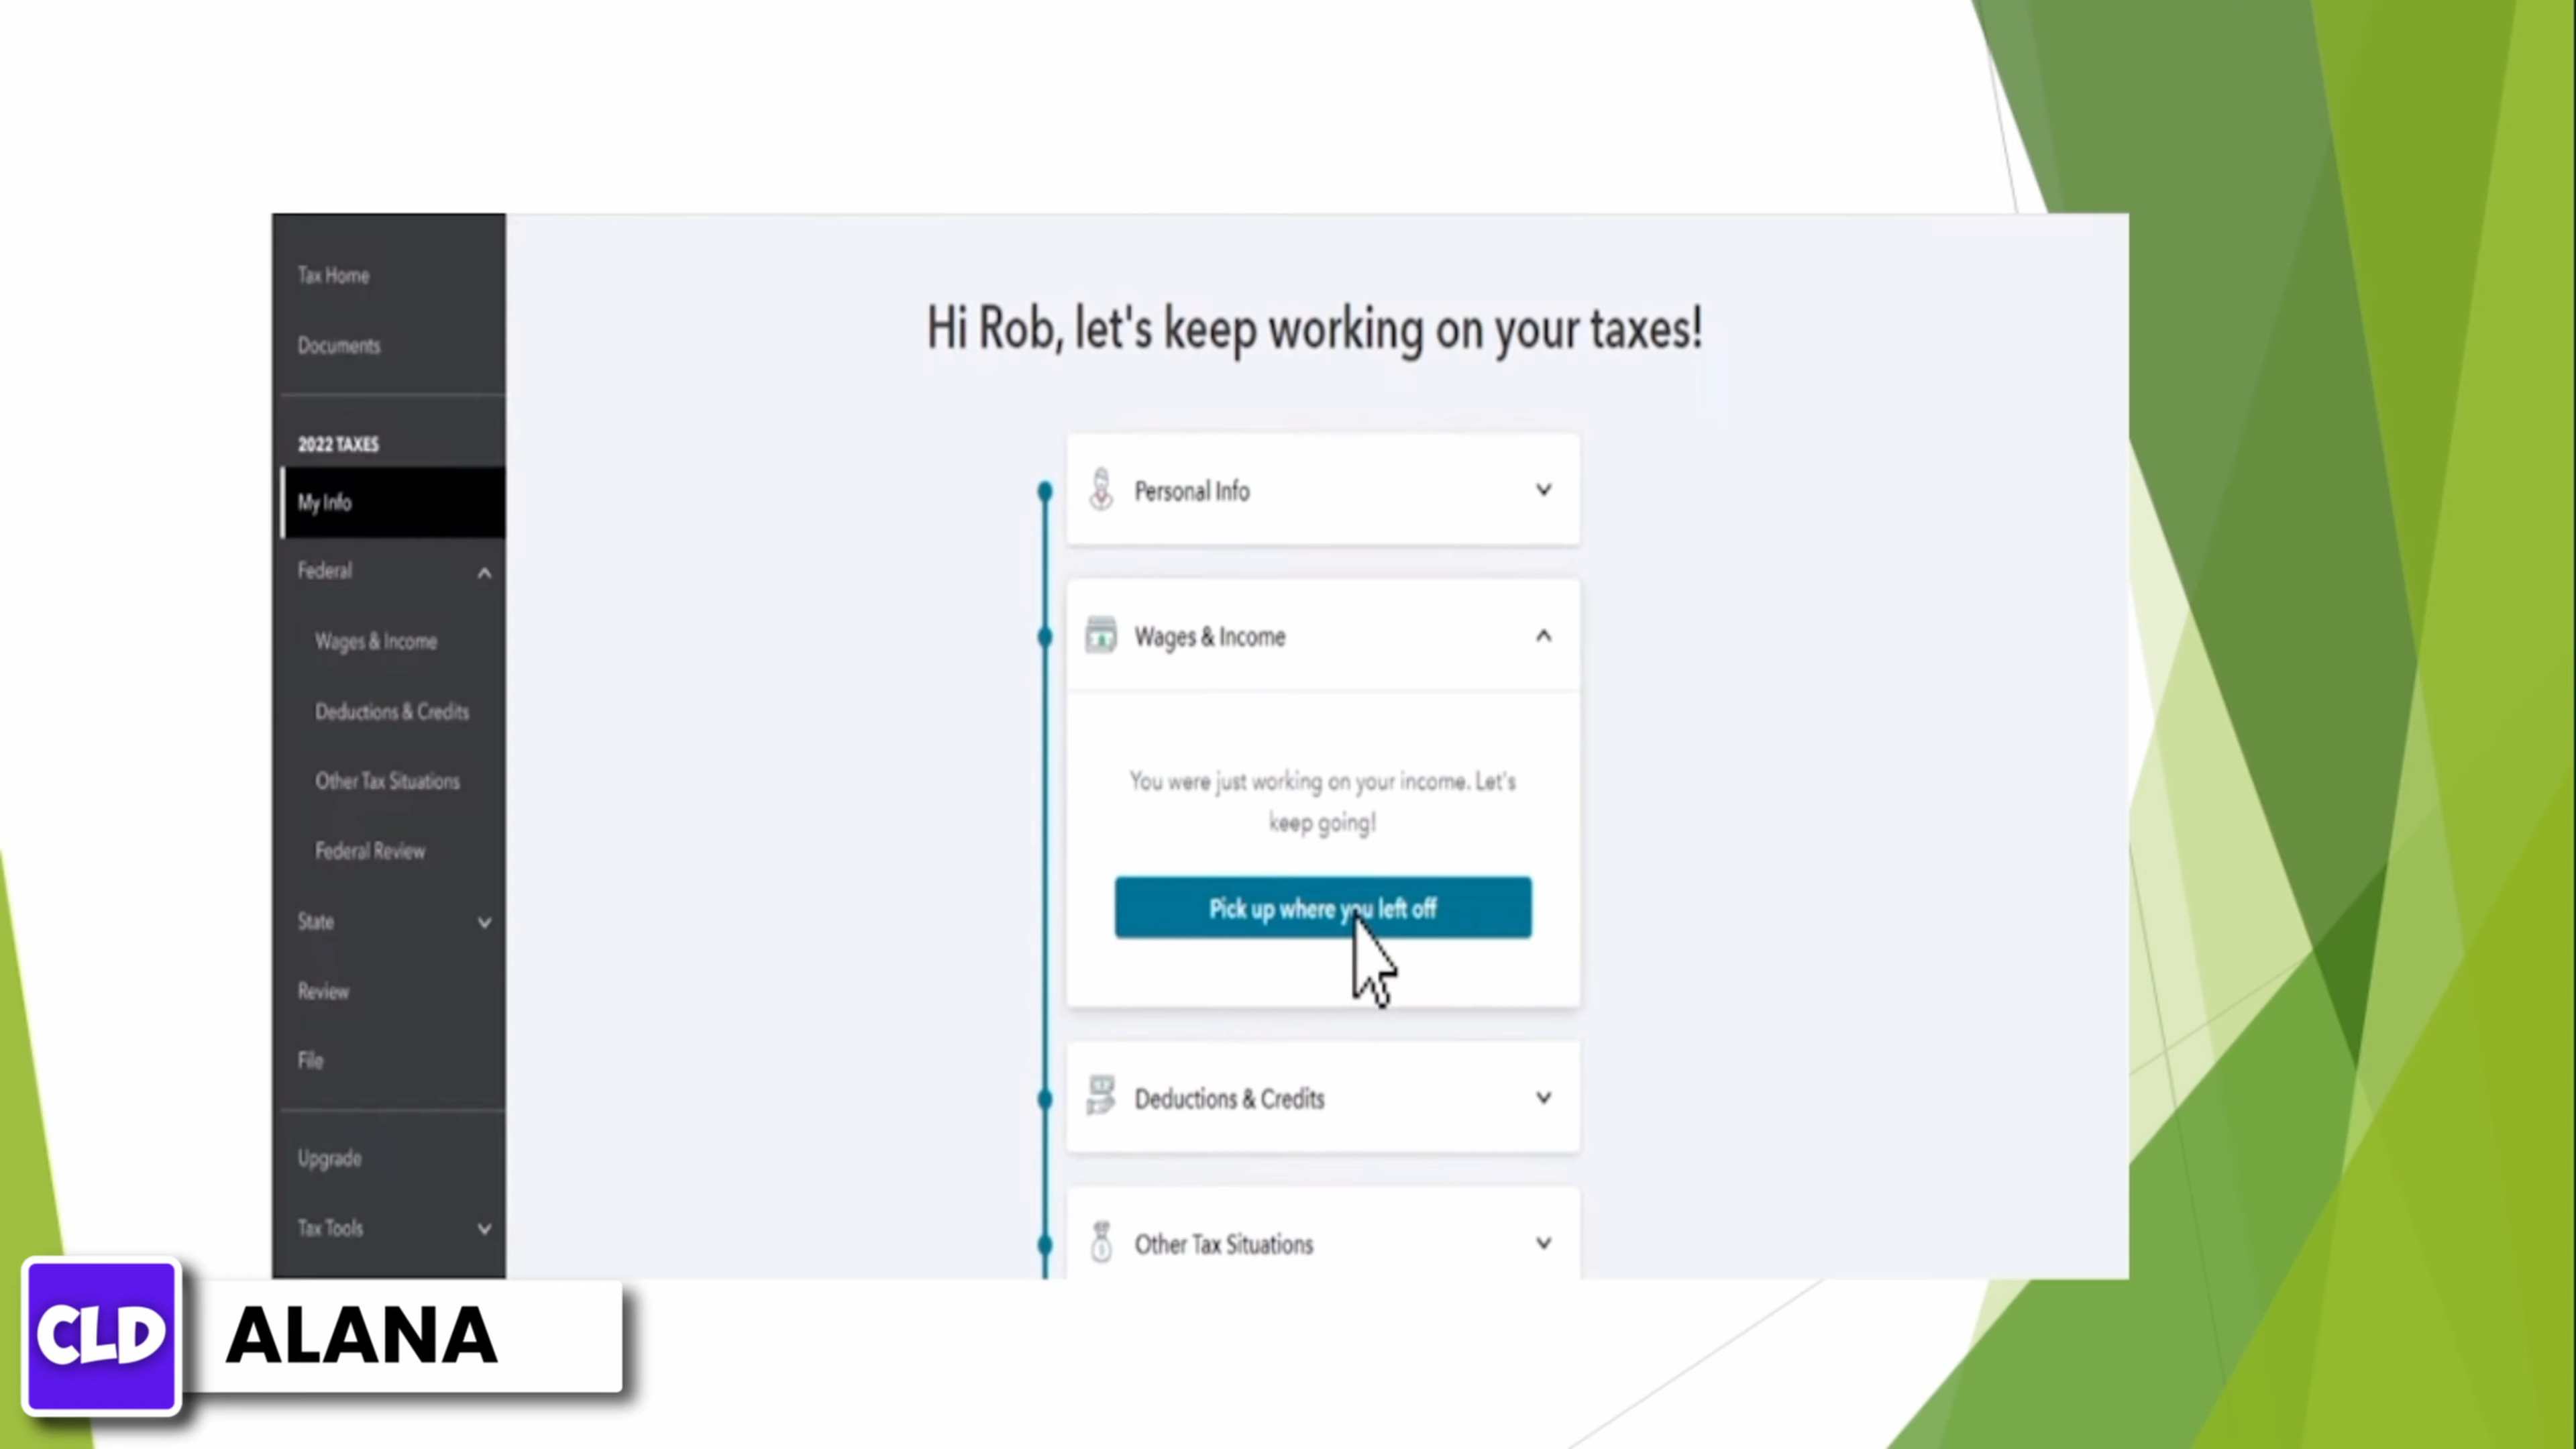 Tax Home
Documents
2022 TAXES
My Info
Federal
Wages & Income
Deductions & Credits
Other Tax Situations
Federal Review
State
Review
File
Upgrade
Tax Tools
Hi Rob, let's keep working on your taxes!
Personal Info
Wages & Income
You were just working on your income. Let's
keep going!
Pick up where you left off
Deductions & Credits
Other Tax Situations
CLD
ALANA